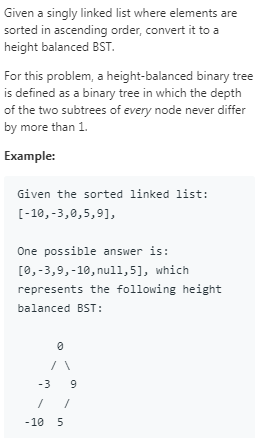 Given a singly linked list where elements are
sorted in ascending order, convert it to a
height balanced BST.
For this problem, a height-balanced binary tree
is defined as a binary tree in which the depth
of the two subtrees of every node never differ
by more than 1.
Example:
Given the sorted linked list:
[-10,-3,0,5,9],
One possible answer is:
[0,-3,9,-10,null,5], which
represents the following height
balanced BST:
      0
     / \
   -3   9
   /   /
 -10  5